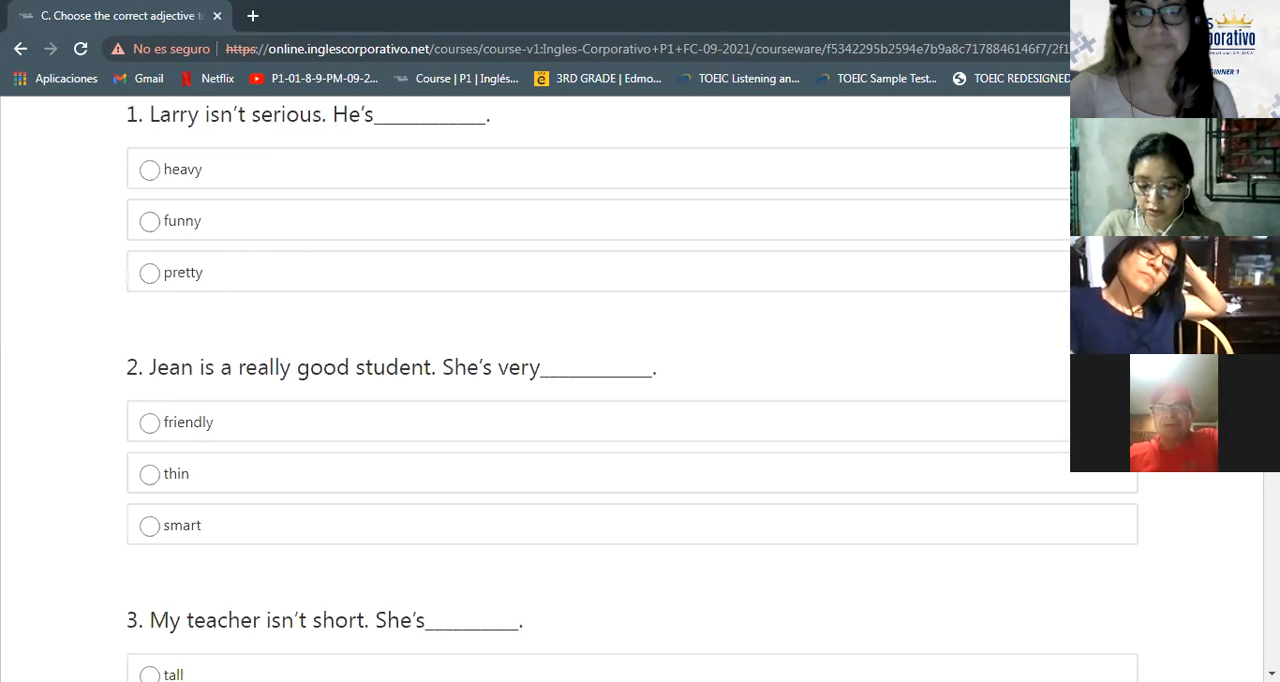 C. Choose the correct adjective t
No es seguro
https://online.inglescorporativo.net/courses/course-v1:Ingles-Corporativo+P1+FC-09-2021/courseware/f5342295b2594e7b9a8c7178846146f7/2f1
Aplicaciones
Gmail
Netflix
P1-01-8-9-PM-09-2...
Course | P1 | Inglés...
3RD GRADE | Edmo...
TOEIC Listening an...
TOEIC Sample Test...
TOEIC REDESIGNED
1. Larry isn't serious. He's____________.
heavy
funny
pretty
2. Jean is a really good student. She's very____________.
friendly
thin
smart
3. My teacher isn't short. She's__________.
tall